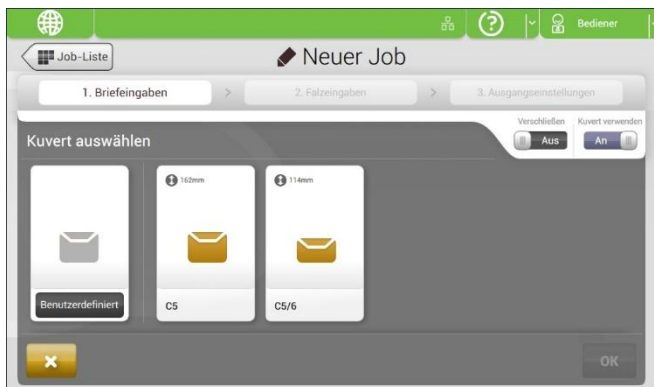 Bediener
Job-Liste
Neuer Job
1. Briefeingaben > 2. Falzeingaben > 3. Ausgangseinstellungen
Verschließen Kuvert verwenden
Kuvert auswählen
Aus An
162mm 114mm
Benutzerdefiniert C5 C5/6
OK